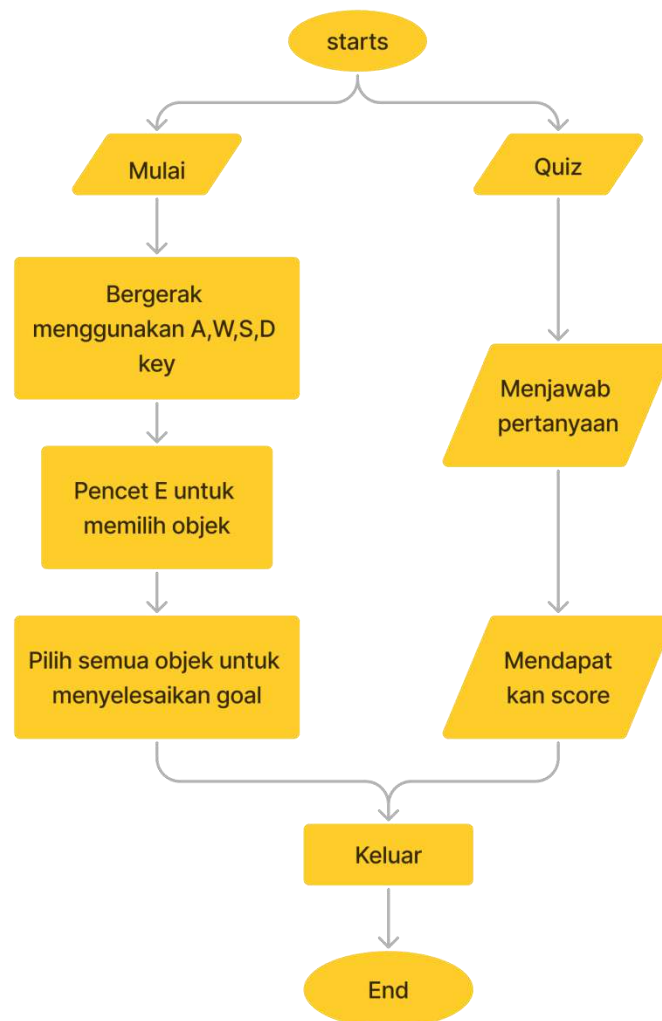 starts
Mulai
Quiz
Bergerak
menggunakan A,W,S,D
key
Menjawab
pertanyaan
Pencet E untuk
memilih objek
Pilih semua objek untuk
menyelesaikan goal
Mendapat
kan score
Keluar
End